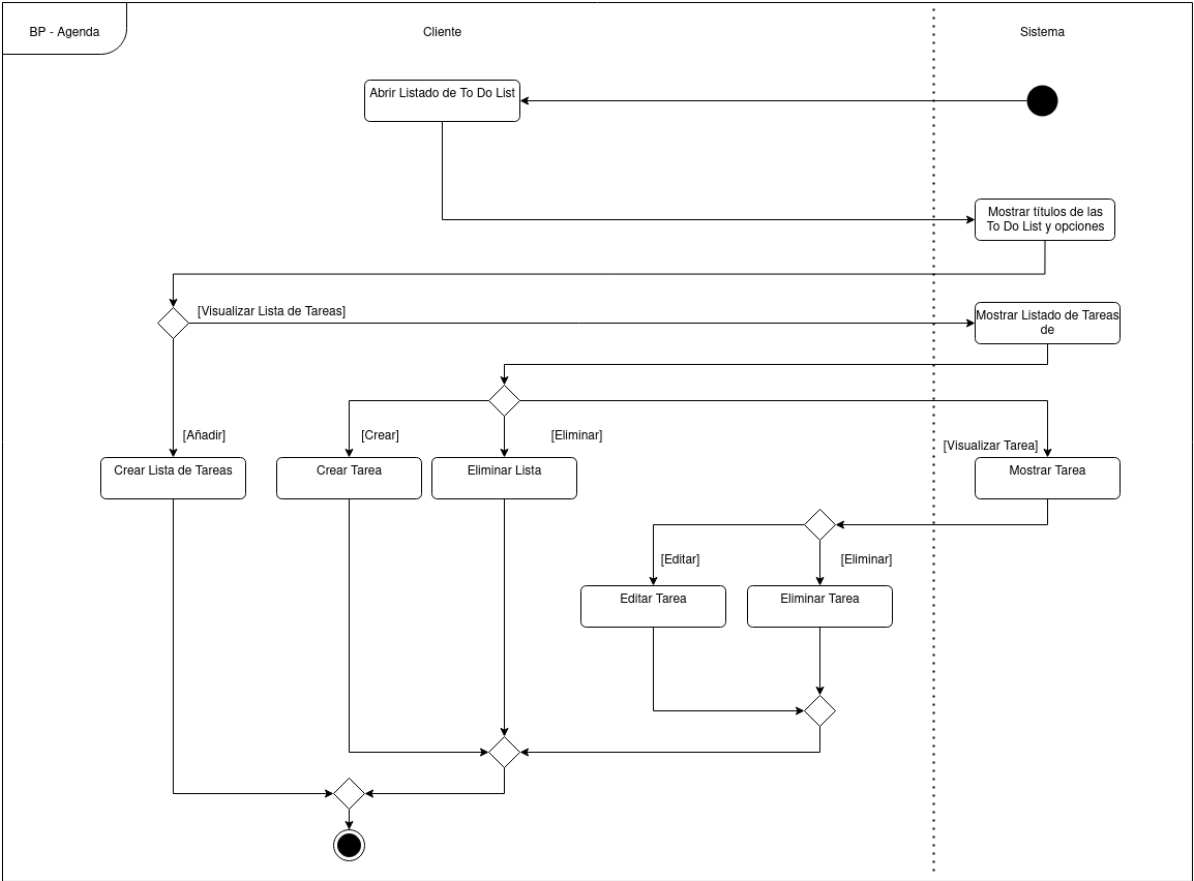 BP - Agenda
Cliente
Sistema
Abrir Listado de To Do List
Mostrar títulos de las
To Do List y opciones
[Visualizar Lista de Tareas]
Mostrar Listado de Tareas
de
[Añadir]
[Crear]
[Eliminar]
[Visualizar Tarea]
Crear Lista de Tareas
Crear Tarea
Eliminar Lista
Mostrar Tarea
[Editar]
[Eliminar]
Editar Tarea
Eliminar Tarea